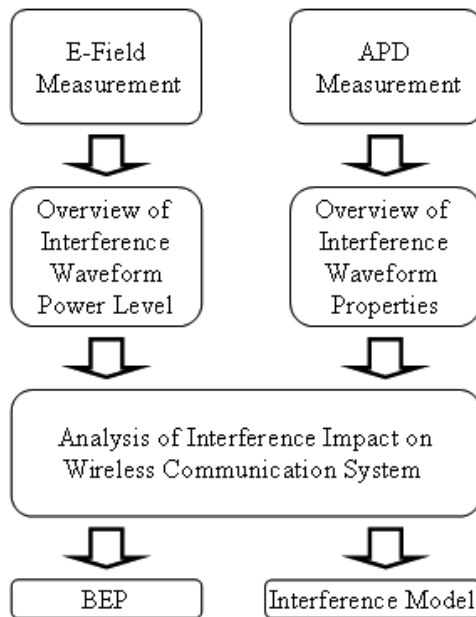 E-Field
Measurement
APD
Measurement
Overview of
Interference
Waveform
Power Level
Overview of
Interference
Waveform
Properties
Analysis of Interference Impact on
Wireless Communication System
BEP
Interference Model